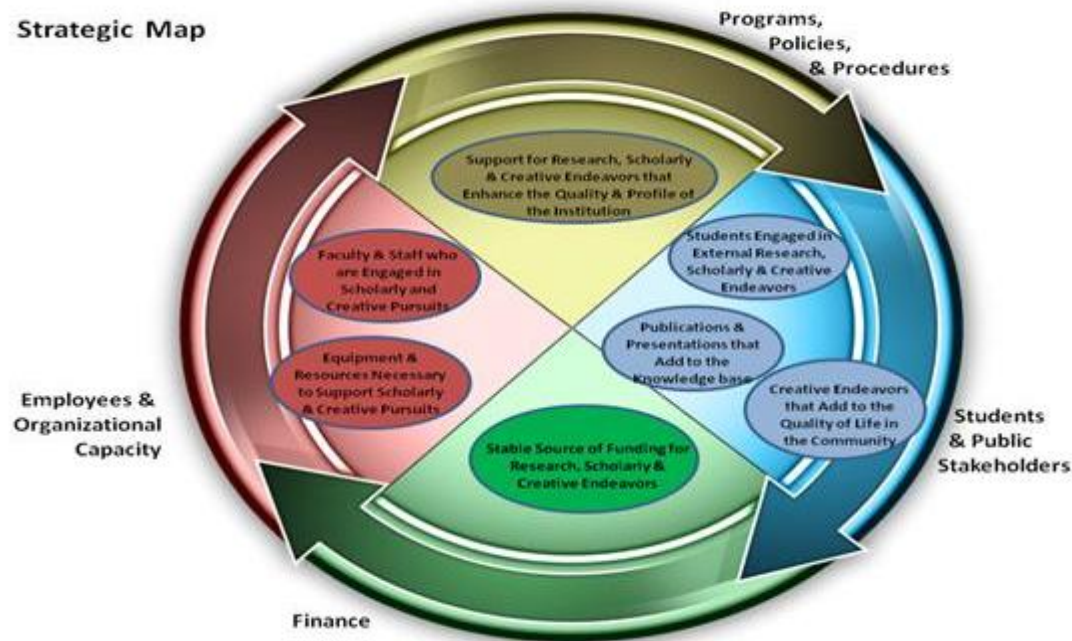 Strategic Map
Programs,
Policies,
& Procedures
Support for Research, Scholarly
& Creative Endeavors that
Enhance the Quality & Profile of
the Institution
Students Engaged in
External Research,
Scholarly & Creative
Endeavors
Faculty & Staff who
are Engaged in
Scholarly and
Creative Pursuits
Publications &
Presentations that
Add to the
Knowledge base
Equipment &
Resources Necessary
to Support Scholarly
& Creative Pursuits
Creative Endeavors
that Add to the
Quality of Life in
the Community
Employees &
Organizational
Capacity
Students
& Public
Stakeholders
Stable Source of Funding for
Research, Scholarly &
Creative Endeavors
Finance